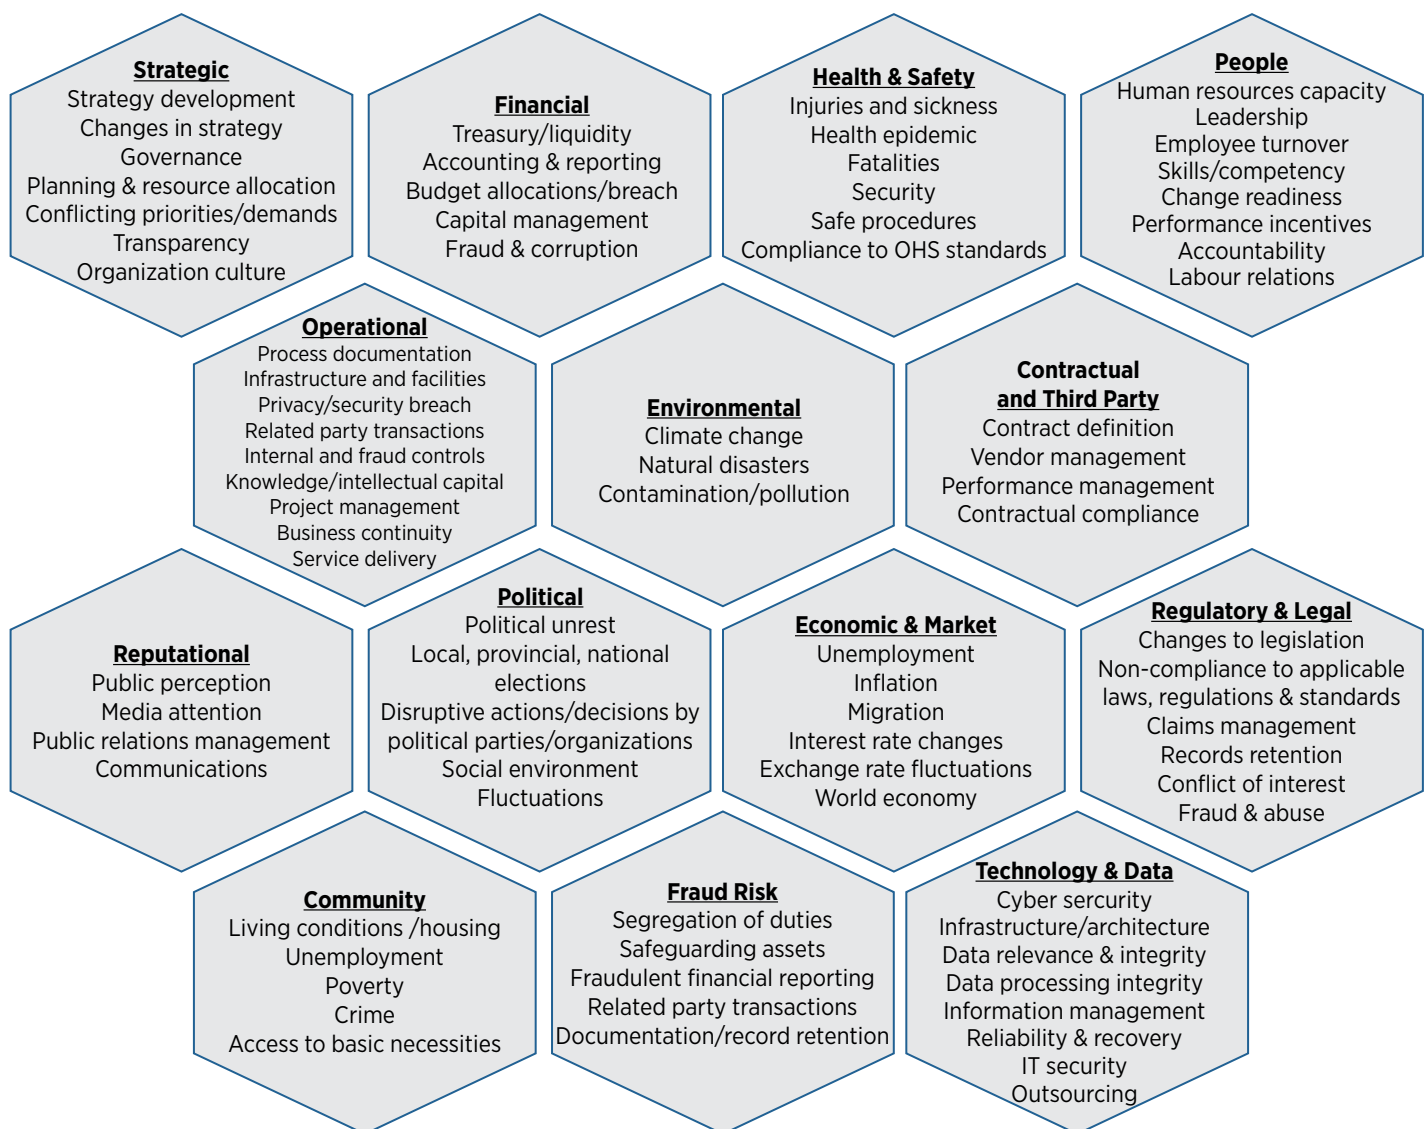 Strategic
Strategy development
Changes in strategy
Governance
Planning & resource allocation
Conflicting priorities/demands
Transparency
Organization culture
Financial
Treasury/liquidity
Accounting & reporting
Budget allocations/breach
Capital management
Fraud & corruption
Health & Safety
Injuries and sickness
Health epidemic
Fatalities
Security
Safe procedures
Compliance to OHS standards
People
Human resources capacity
Leadership
Employee turnover
Skills/competency
Change readiness
Performance incentives
Accountability
Labour relations
Operational
Process documentation
Infrastructure and facilities
Privacy/security breach
Related party transactions
Internal and fraud controls
Knowledge/intellectual capital
Project management
Business continuity
Service delivery
Environmental
Climate change
Natural disasters
Contamination/pollution
Contractual
and Third Party
Contract definition
Vendor management
Performance management
Contractual compliance
Reputational
Public perception
Media attention
Public relations management
Communications
Political
Political unrest
Local, provincial, national
elections
Disruptive actions/decisions by
political parties/organizations
Social environment
Fluctuations
Economic & Market
Unemployment
Inflation
Migration
Interest rate changes
Exchange rate fluctuations
World economy
Regulatory & Legal
Changes to legislation
Non-compliance to applicable
laws, regulations & standards
Claims management
Records retention
Conflict of interest
Fraud & abuse
Community
Living conditions /housing
Unemployment
Poverty
Crime
Access to basic necessities
Fraud Risk
Segregation of duties
Safeguarding assets
Fraudulent financial reporting
Related party transactions
Documentation/record retention
Technology & Data
Cyber sercurity
Infrastructure/architecture
Data relevance & integrity
Data processing integrity
Information management
Reliability & recovery
IT security
Outsourcing